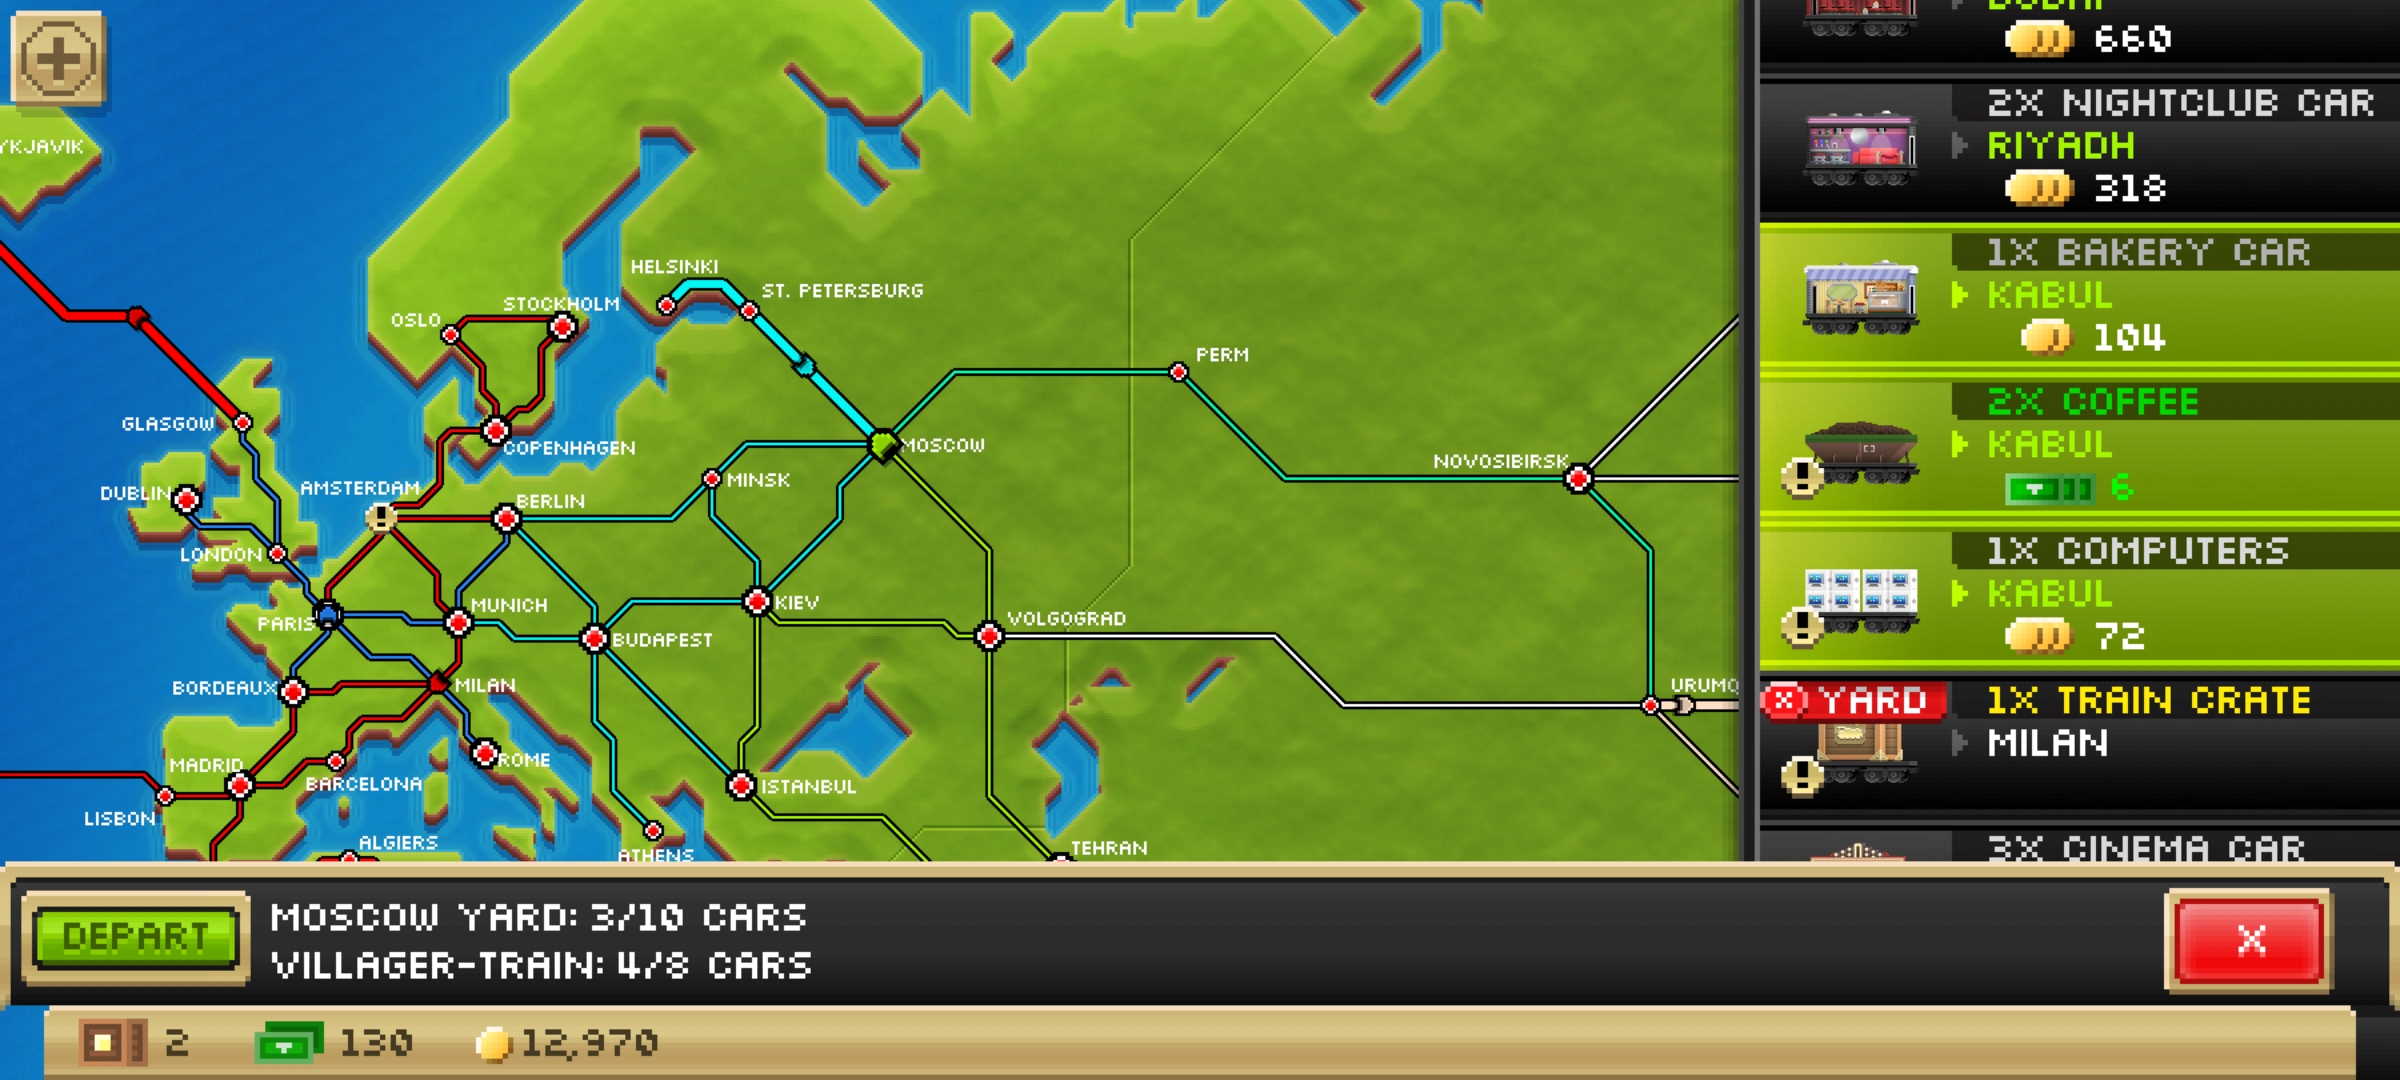 YKJAVIK
HELSINKI
ST. PETERSBURG
STOCKHOLM
OSLO
PERM
GLASGOW
COPENHAGEN
MOSCOW
NOVOSIBIRSK
MINSK
DUBLIN
AMSTERDAM
BERLIN
LONDON
MUNICH
KIEV
PARIS
VOLGOGRAD
BUDAPEST
BORDEAUX
MILAN
URUMQ
MADRID
ROME
BARCELONA
ISTANBUL
LISBON
ALGIERS
ATHENS
TEHRAN
DUBAI
660
2X NIGHTCLUB CAR
RIYADH
318
1X BAKERY CAR
KABUL
104
2X COFFEE
KABUL
6
1X COMPUTERS
KABUL
72
YARD
1X TRAIN CRATE
MILAN
3X CINEMA CAR
DEPART
MOSCOW YARD: 3/10 CARS
VILLAGER-TRAIN: 4/8 CARS
X
2
130
12,970